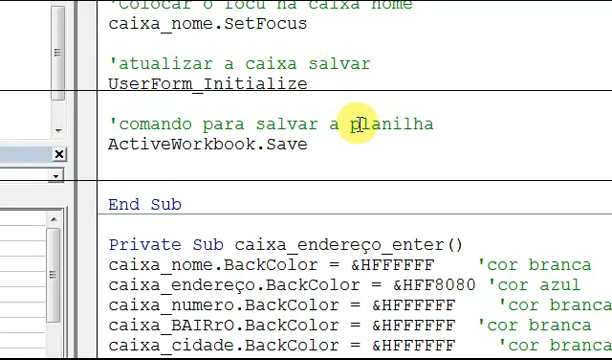 'Colocar o focu na caixa nome
caixa_nome.SetFocus
'atualizar a caixa salvar
UserForm_Initialize
'comando para salvar a planilha
ActiveWorkbook.Save
End Sub
Private Sub caixa_endereço_enter()
caixa_nome.BackColor = &HFFFFFF 'cor branca
caixa_endereço.BackColor = &HFF8080 'cor azul
caixa_numero.BackColor = &HFFFFFF 'cor branca
caixa_BAIRrO.BackColor = &HFFFFFF 'cor branca
caixa_cidade.BackColor = &HFFFFFF 'cor branca